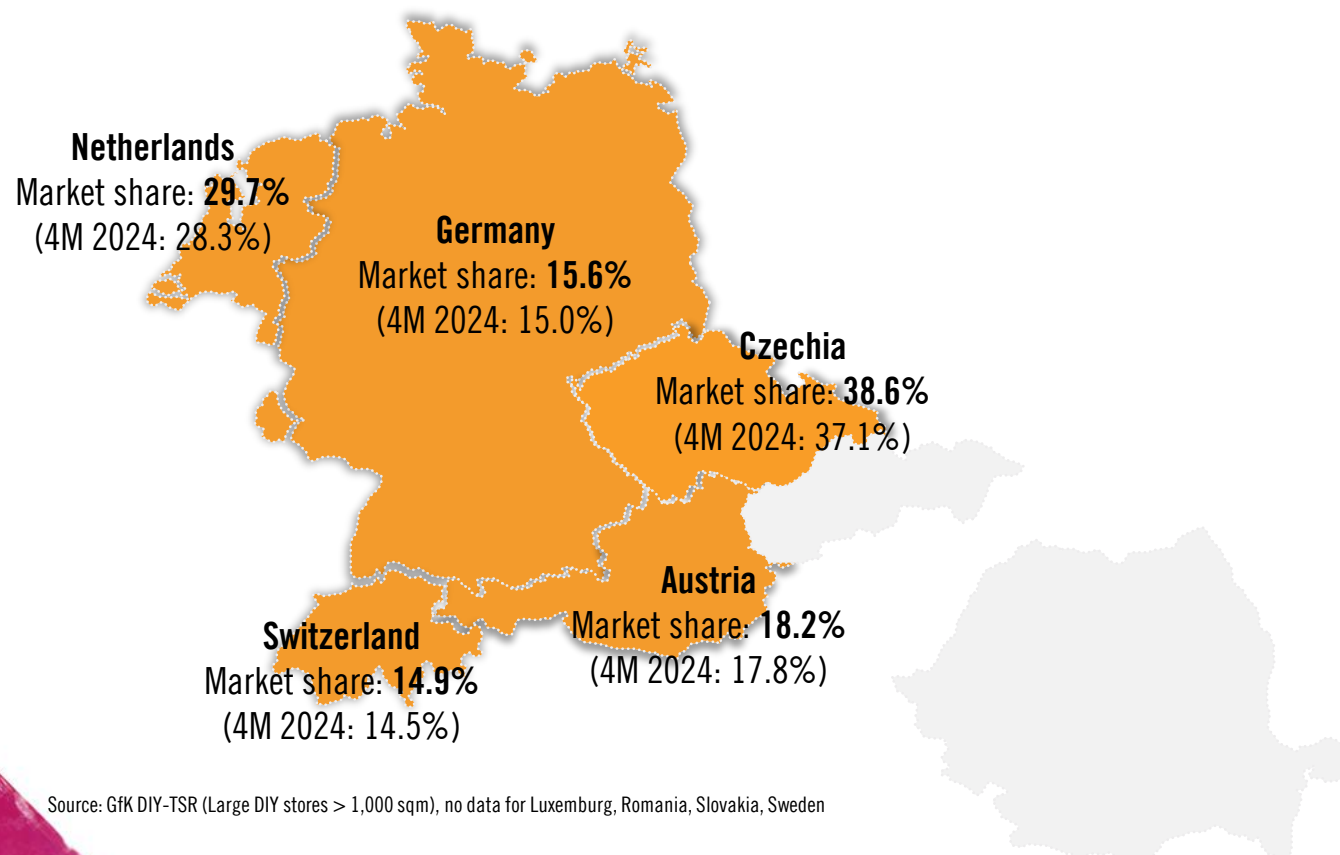 Netherlands
Market share: 29.7%
(4M 2024: 28.3%)
Germany
Market share: 15.6%
(4M 2024: 15.0%)
Czechia
Market share: 38.6%
(4M 2024: 37.1%)
Austria
Market share: 18.2%
(4M 2024: 17.8%)
Switzerland
Market share: 14.9%
(4M 2024: 14.5%)
Source: GfK DIY-TSR (Large DIY stores > 1,000 sqm), no data for Luxemburg, Romania, Slovakia, Sweden